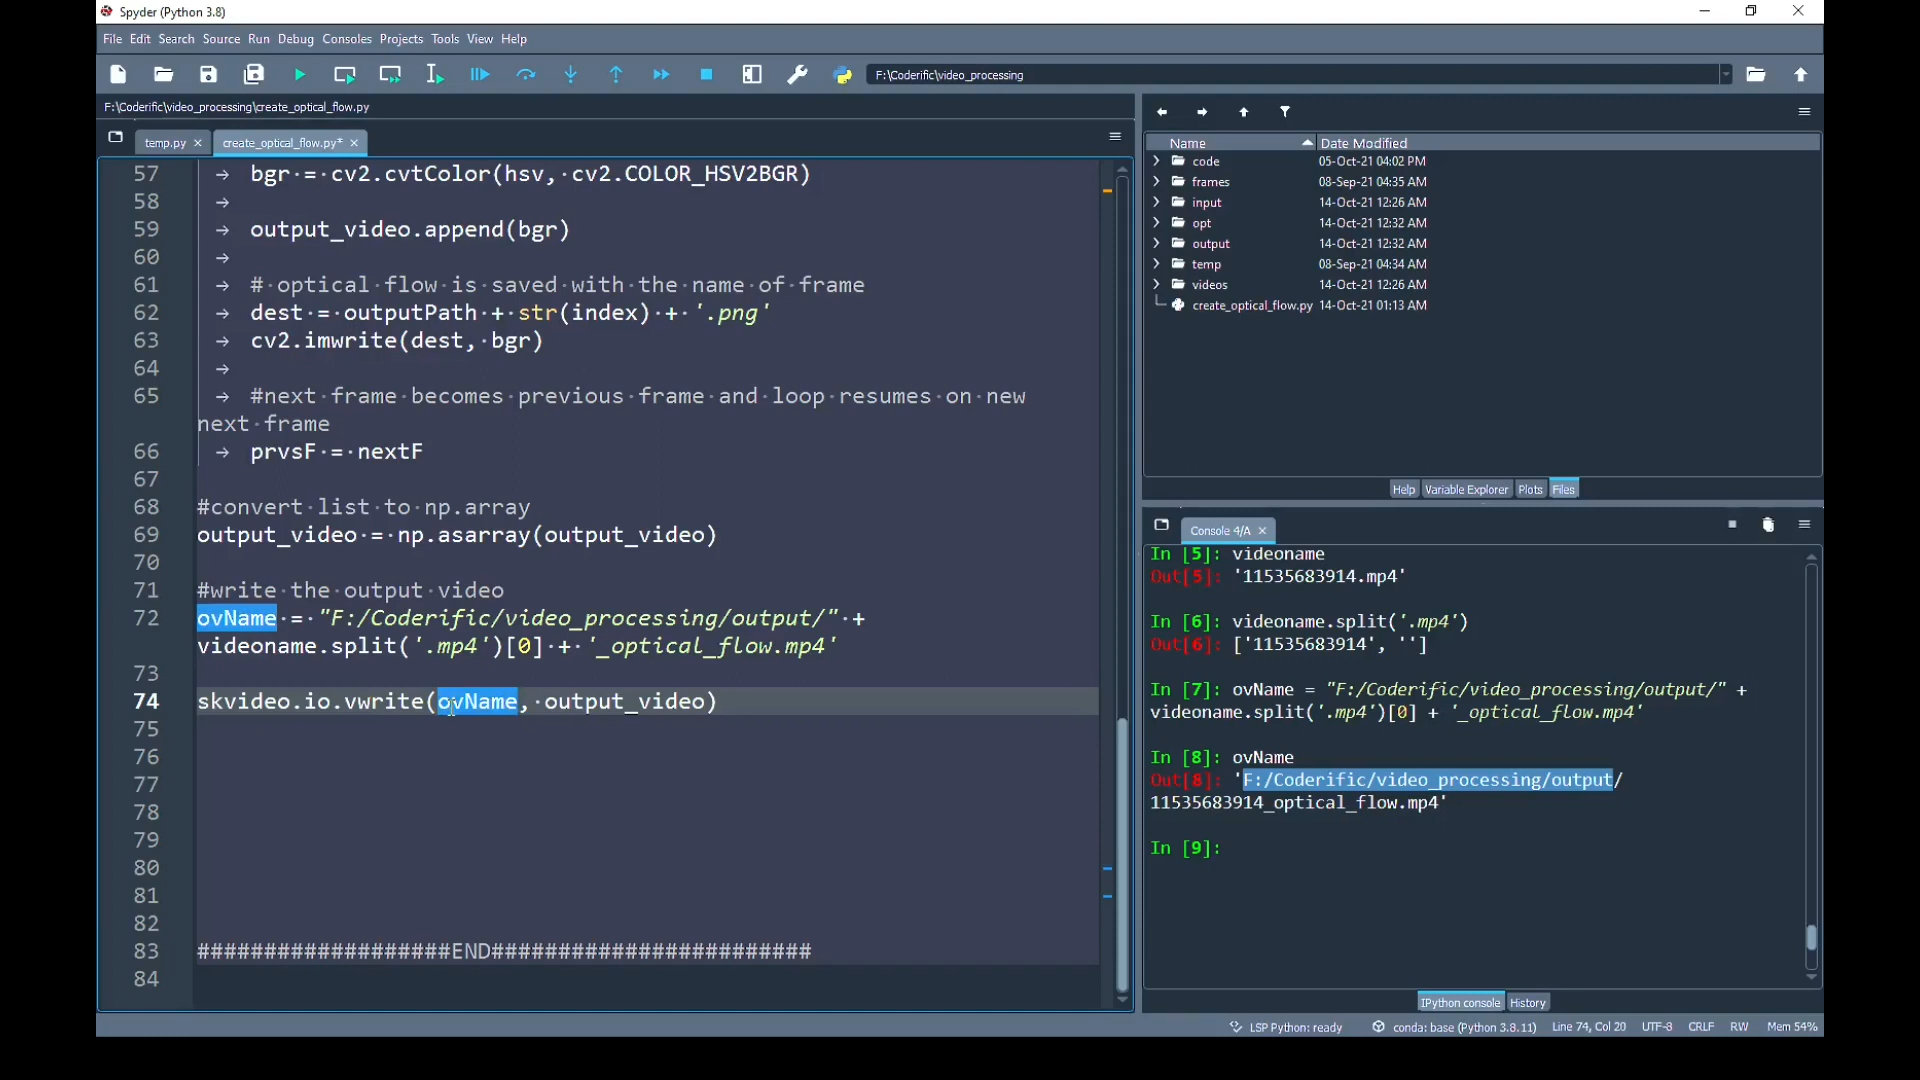 Spyder (Python 3.8)
File Edit Search Source Run Debug Consoles Projects Tools View Help
F:\Coderific\video_processing
F:\Coderific\video_processing\create_optical_flow.py
temp.py
create_optical_flow.py*
57 bgr = cv2.cvtColor(hsv, cv2.COLOR_HSV2BGR)
58
59 output_video.append(bgr)
60
61 # optical flow is saved with the name of frame
62 dest = outputPath + str(index) + '.png'
63 cv2.imwrite(dest, bgr)
64
65 #next frame becomes previous frame and loop resumes on new
next frame
66 prvsF = nextF
67
68 #convert list to np.array
69 output_video = np.asarray(output_video)
70
71 #write the output video
72 ovName = "F:/Coderific/video_processing/output/" +
videoname.split('.mp4')[0] + '_optical_flow.mp4'
73
74 skvideo.io.vwrite(ovName, output_video)
75
76
77
78
79
80
81
82
83 ###################END########################
84
Name Date Modified
code 05-Oct-21 04:02 PM
frames 08-Sep-21 04:35 AM
input 14-Oct-21 12:26 AM
opt 14-Oct-21 12:32 AM
output 14-Oct-21 12:32 AM
temp 08-Sep-21 04:34 AM
videos 14-Oct-21 12:26 AM
create_optical_flow.py 14-Oct-21 01:13 AM
Help Variable Explorer Plots Files
Console 4/A
In [5]: videoname
Out[5]: '11535683914.mp4'
In [6]: videoname.split('.mp4')
Out[6]: ['11535683914', '']
In [7]: ovName = "F:/Coderific/video_processing/output/" +
videoname.split('.mp4')[0] + '_optical_flow.mp4'
In [8]: ovName
Out[8]: 'F:/Coderific/video_processing/output/
11535683914_optical_flow.mp4'
In [9]:
IPython console History
LSP Python: ready conda: base (Python 3.8.11) Line 74, Col 20 UTF-8 CRLF RW Mem 54%